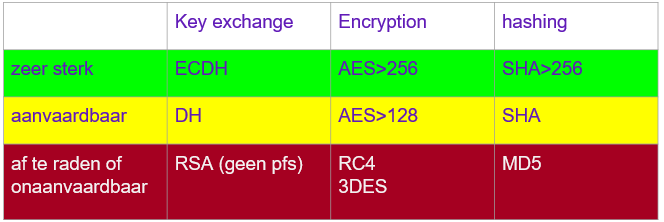 Key exchange Encryption hashing
zeer sterk ECDH AES>256 SHA>256
aanvaardbaar DH AES>128 SHA
af te raden of RSA (geen pfs) RC4 MD5
onaanvaardbaar 3DES